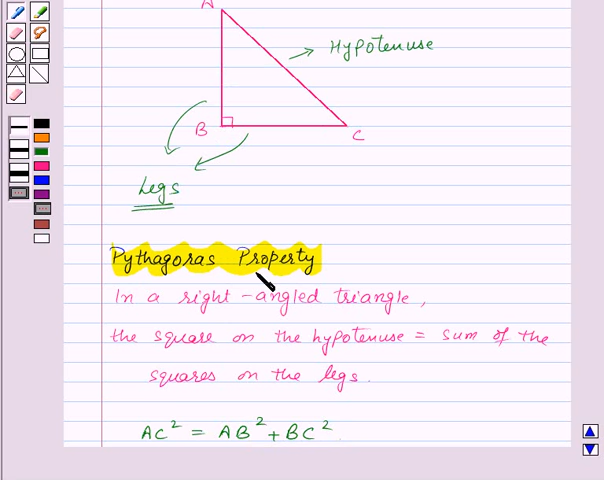 A
Hypotenuse
B
C
Legs
Pythagoras Property
In a right-angled triangle,
the square on the hypotenuse = sum of the
squares on the legs.
AC² = AB² + BC²